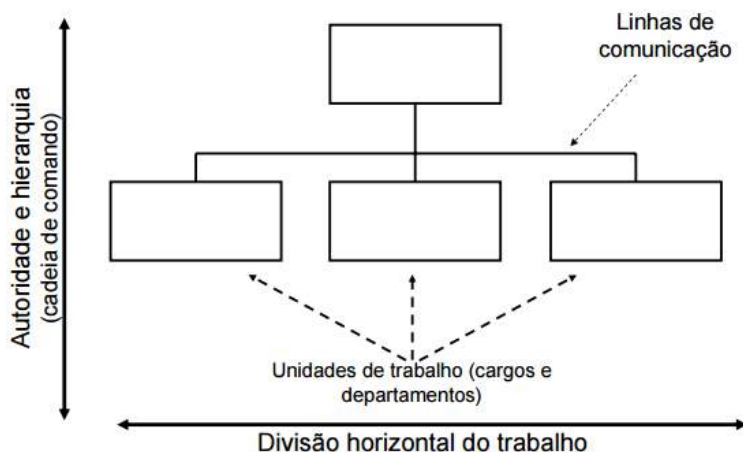 Linhas de
comunicação
Autoridade e hierarquia
(cadeia de comando)
Unidades de trabalho (cargos e
departamentos)
Divisão horizontal do trabalho